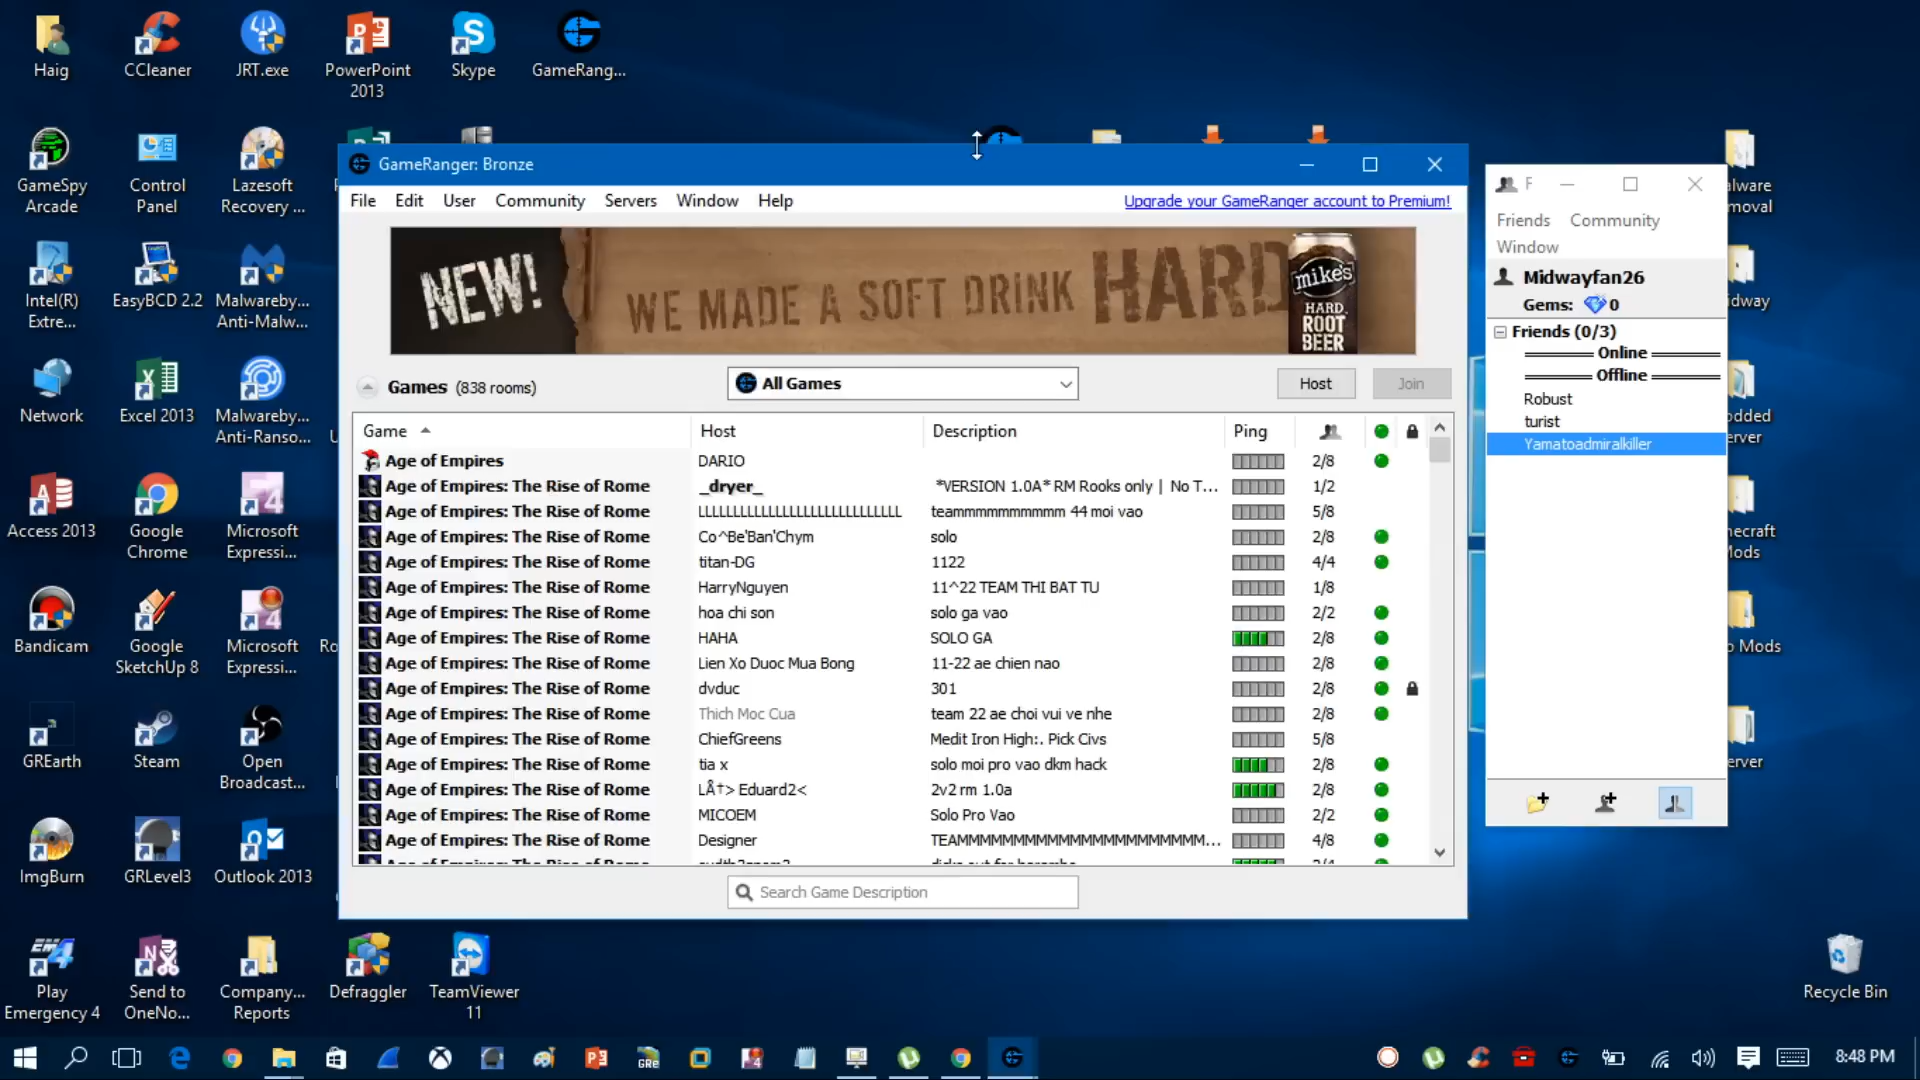 Haig
CCleaner
JRT.exe
PowerPoint
2013
Skype
GameRang...
GameSpy
Arcade
Control
Panel
Lazesoft
Recovery ...
Intel(R)
Extre...
EasyBCD 2.2
Malwareby...
Anti-Malw...
Network
Excel 2013
Malwareby...
Anti-Ranso...
Access 2013
Google
Chrome
Microsoft
Expressi...
Bandicam
Google
SketchUp 8
Microsoft
Expressi...
GREarth
Steam
Open
Broadcast...
ImgBurn
GRLevel3
Outlook 2013
Play
Emergency 4
Send to
OneNo...
Company...
Reports
Defraggler
TeamViewer
11
GameRanger: Bronze
File Edit User Community Servers Window Help
Upgrade your GameRanger account to Premium!
NEW! WE MADE A SOFT DRINK HARD
mike's
HARD
ROOT
BEER
Games (838 rooms)
All Games
Host
Join
Game Host Description Ping
Age of Empires DARIO 2/8
Age of Empires: The Rise of Rome _dryer_ *VERSION 1.0A* RM Rooks only | No T... 1/2
Age of Empires: The Rise of Rome 5/8
Age of Empires: The Rise of Rome Co^Be'Ban'Chym solo 2/8
Age of Empires: The Rise of Rome titan-DG 1122 4/4
Age of Empires: The Rise of Rome HarryNguyen 11^22 TEAM THI BAT TU 1/8
Age of Empires: The Rise of Rome hoa chi son solo ga vao 2/2
Age of Empires: The Rise of Rome HAHA SOLO GA 2/8
Age of Empires: The Rise of Rome Lien Xo Duoc Mua Bong 11-22 ae chien nao 2/8
Age of Empires: The Rise of Rome dvduc 301 2/8
Age of Empires: The Rise of Rome Thich Moc Cua team 22 ae choi vui ve nhe 2/8
Age of Empires: The Rise of Rome ChiefGreens Medit Iron High:. Pick Civs 5/8
Age of Empires: The Rise of Rome tia x solo moi pro vao dkm hack 2/8
Age of Empires: The Rise of Rome LÂ†> Eduard2< 2v2 rm 1.0a 2/8
Age of Empires: The Rise of Rome MICOEM Solo Pro Vao 2/2
Age of Empires: The Rise of Rome Designer 4/8
Search Game Description
F
Friends Community
Window
Midwayfan26
Gems: 0
Friends (0/3)
Online
Offline
Robust
turist
Yamatoadmiralkiller
alware
moval
idway
odded
erver
necraft
Mods
o Mods
erver
Recycle Bin
8:48 PM